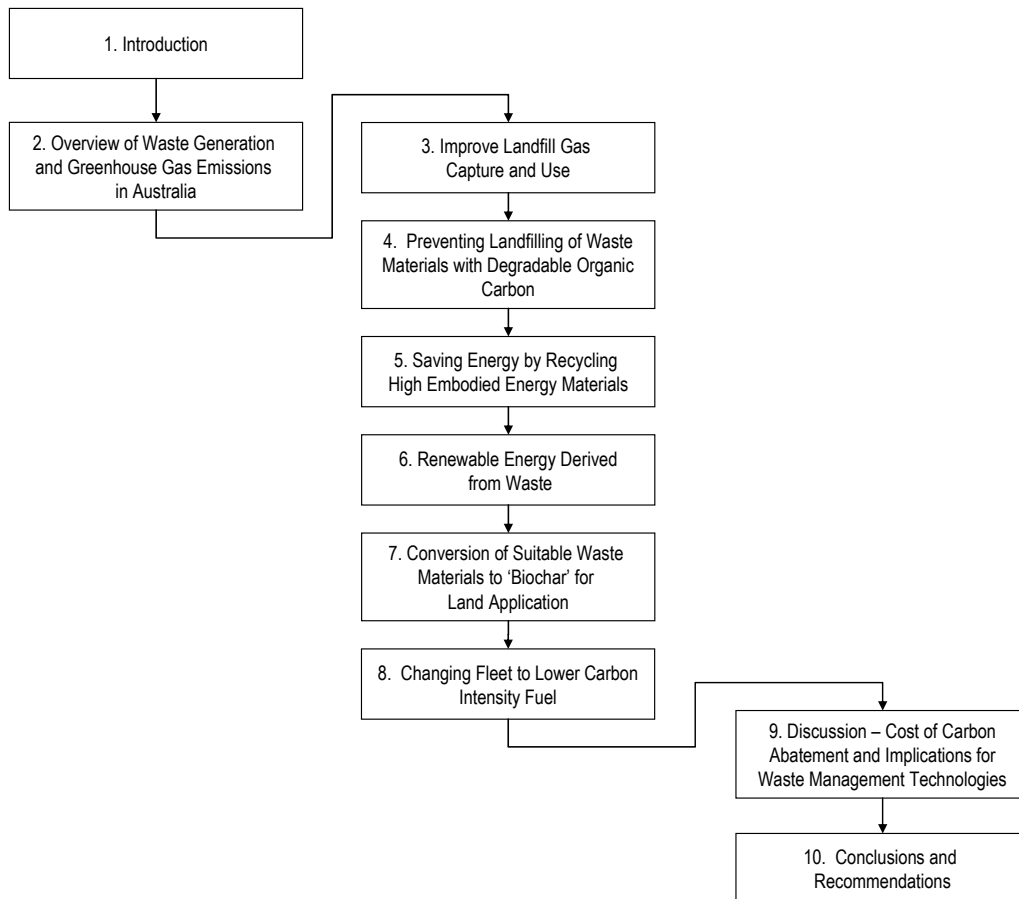 1. Introduction
2. Overview of Waste Generation
and Greenhouse Gas Emissions
in Australia
3. Improve Landfill Gas
Capture and Use
4.  Preventing Landfilling of Waste
Materials with Degradable Organic
Carbon
5. Saving Energy by Recycling
High Embodied Energy Materials
6. Renewable Energy Derived
from Waste
7. Conversion of Suitable Waste
Materials to ‘Biochar’ for
Land Application
8.  Changing Fleet to Lower Carbon
Intensity Fuel
9. Discussion – Cost of Carbon
Abatement and Implications for
Waste Management Technologies
10.  Conclusions and
Recommendations